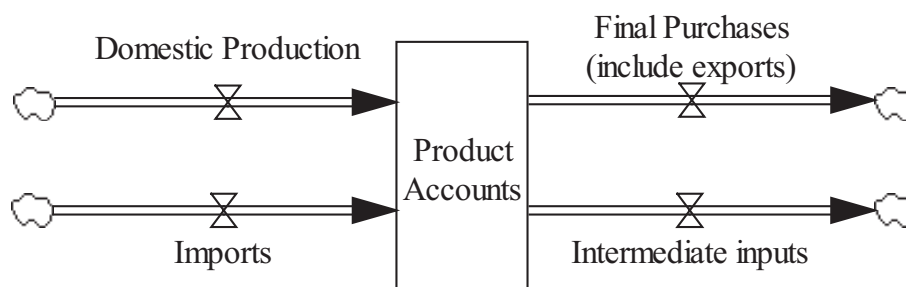 Domestic Production
Final Purchases
(include exports)
Product
Accounts
Imports
Intermediate inputs